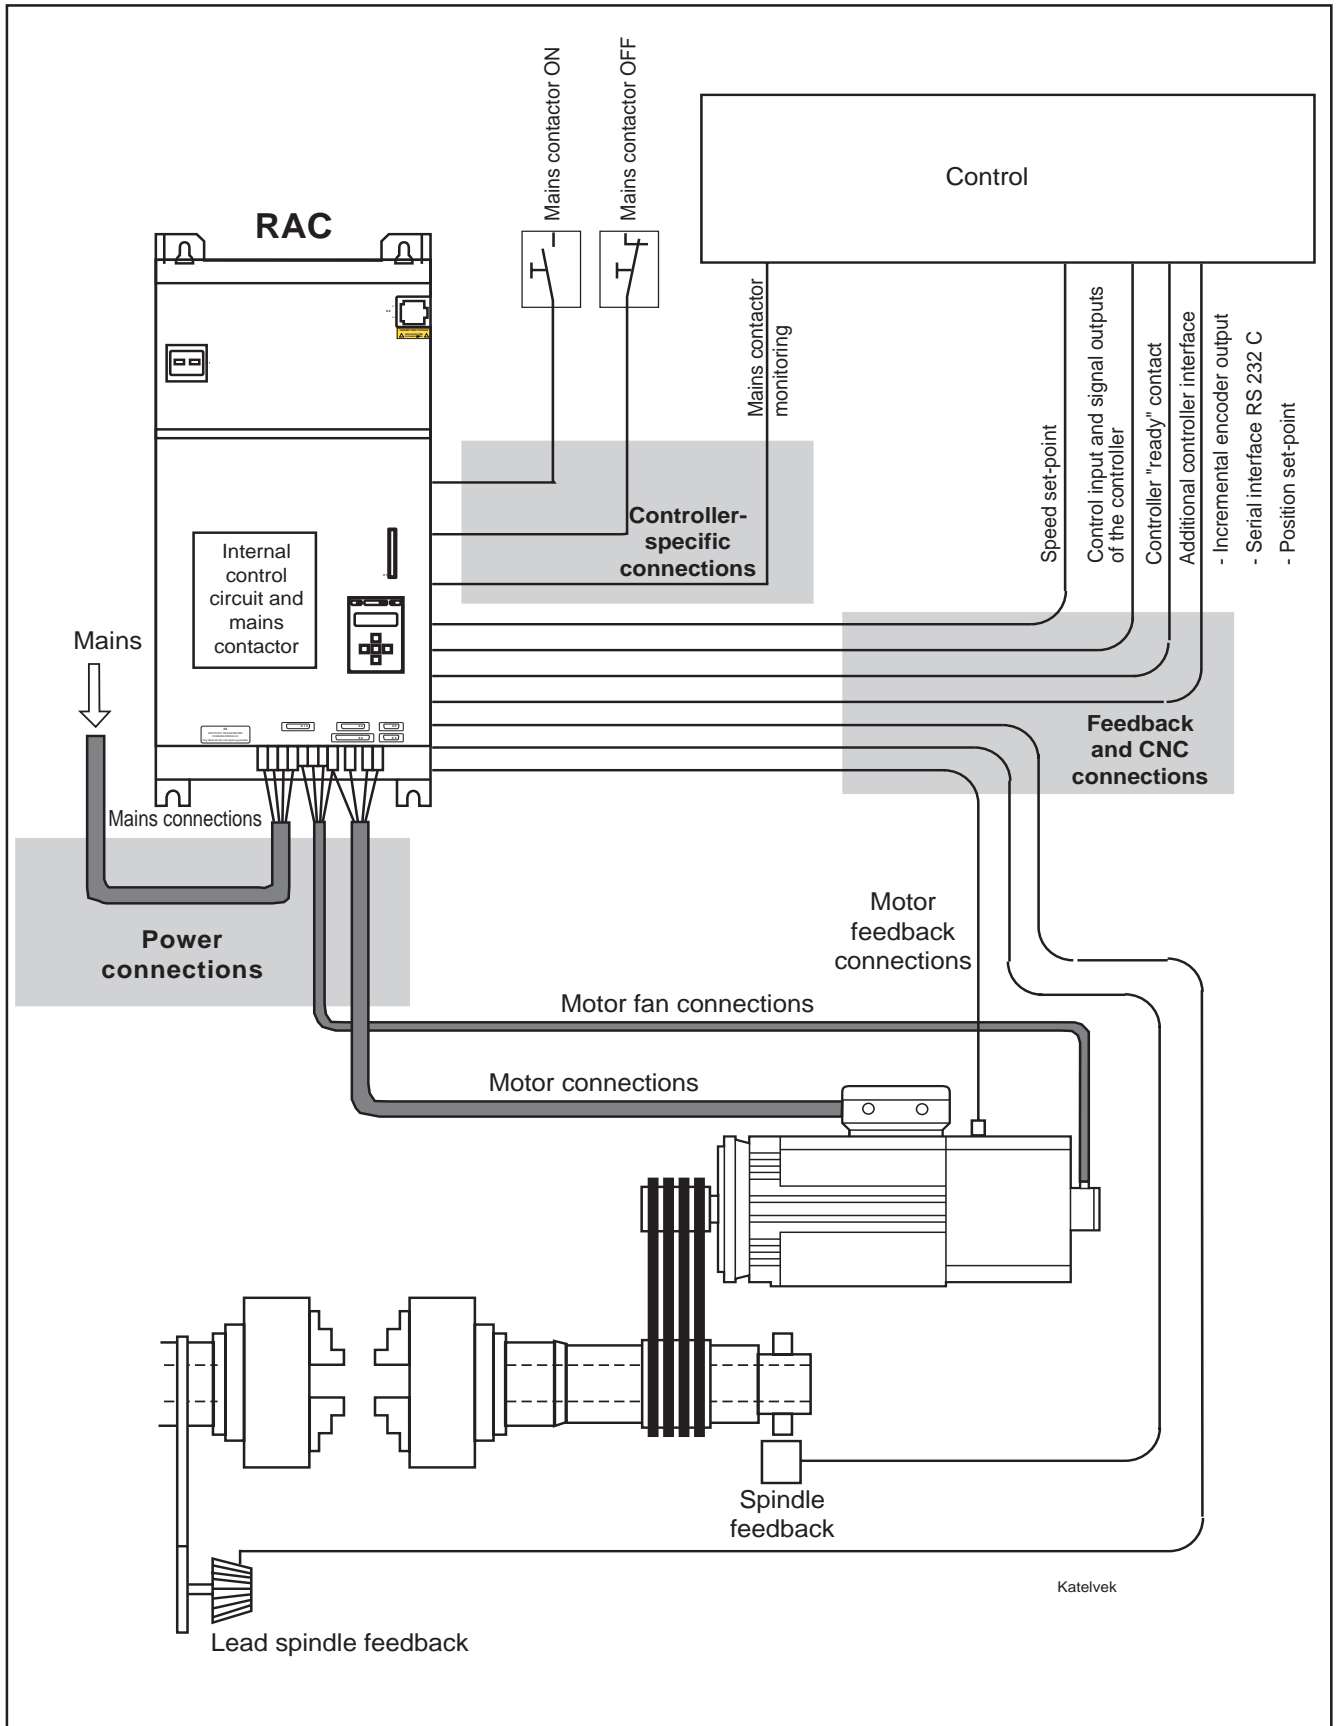 Mains contactor ON
Mains contactor OFF
Control
RAC
Mains contactor
monitoring
Speed set-point
Control input and signal outputs
of the controller
Controller "ready" contact
Additional controller interface
- Incremental encoder output
- Serial interface RS 232 C
- Position set-point
Controller-
specific
connections
Internal
control
circuit and
mains
contactor
Mains
Feedback
and CNC
connections
Mains connections
Power
connections
Motor
feedback
connections
Motor fan connections
Motor connections
Spindle
feedback
Katelvek
Lead spindle feedback